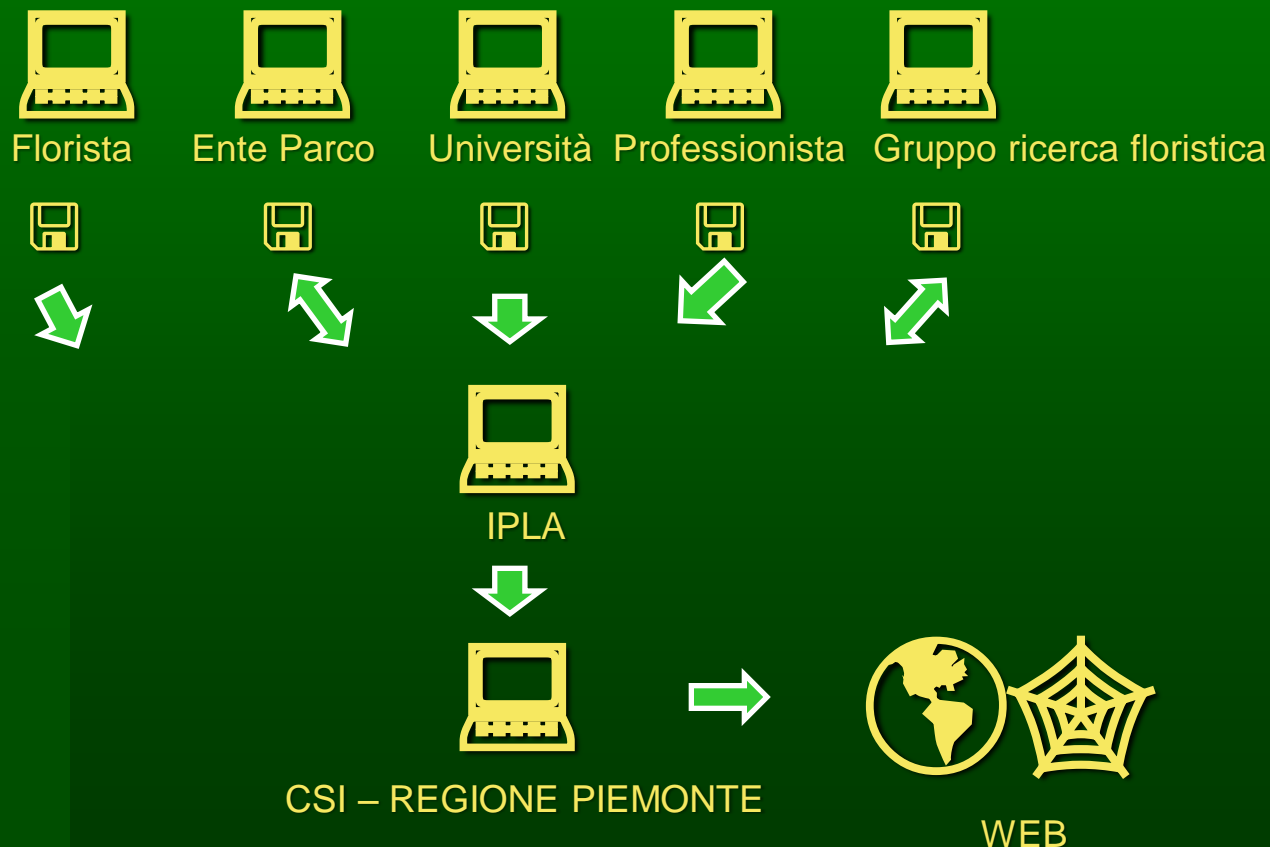 Florista
Ente Parco
Università
Professionista
Gruppo ricerca floristica
IPLA
CSI – REGIONE PIEMONTE
WEB